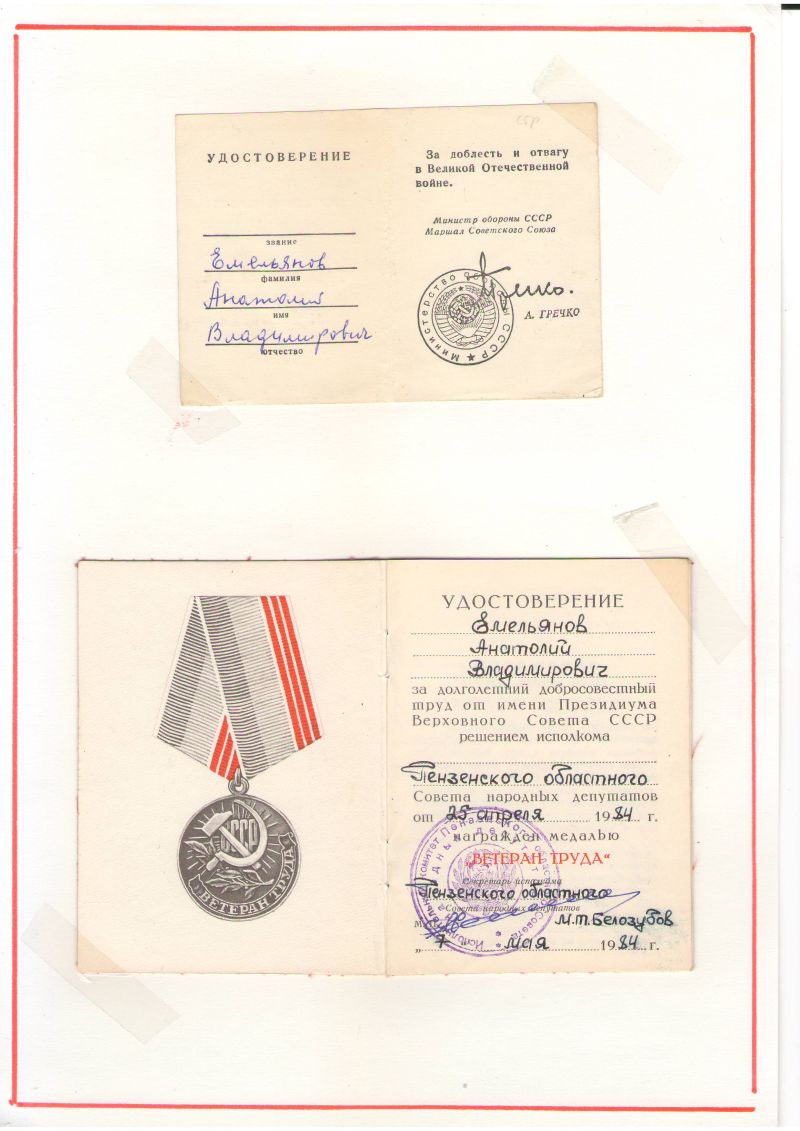 УДОСТОВЕРЕНИЕ
звание
Емельянов
фамилия
Анатолий
имя
Владимирович
отчество
За доблесть и отвагу
в Великой Отечественной
войне.
Министр обороны СССР
Маршал Советского Союза
Министерство обороны СССР
А. ГРЕЧКО
СССР
ВЕТЕРАН ТРУДА
УДОСТОВЕРЕНИЕ
Емельянов
Анатолий
Владимирович
за долголетний добросовестный
труд от имени Президиума
Верховного Совета СССР
решением исполкома
Пензенского областного
Совета народных депутатов
от 25 апреля 1984 г.
награжден медалью
"ВЕТЕРАН ТРУДА"
Секретарь исполкома
Пензенского областного
Совета народных депутатов
М.Т. Белозубов
„ 7 мая 1984 г.